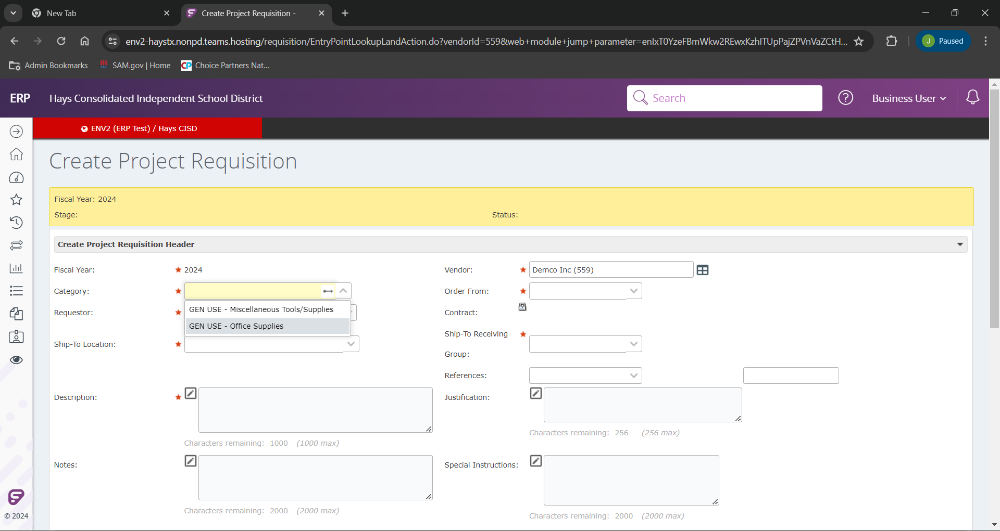 New Tab
Create Project Requisition -
env2-haystx.nonpd.teams.hosting/requisition/EntryPointLookupLandAction.do?vendorId=559&web+module+jump+parameter=enIxT0YzeFBmWkw2REwxKzhITUpPajZPVnVaZCtH...
J Paused
Admin Bookmarks
SAM.gov | Home
CP Choice Partners Nat...
ERP Hays Consolidated Independent School District
Search
? Business User
ENV2 (ERP Test) / Hays CISD
Create Project Requisition
Fiscal Year: 2024
Stage: Status:
Create Project Requisition Header
Fiscal Year: 2024 Vendor: Demco Inc (559)
Category: Order From:
GEN USE - Miscellaneous Tools/Supplies
Requestor: Contract:
GEN USE - Office Supplies
Ship-To Location: Ship-To Receiving
Group:
References:
Description: Justification:
Characters remaining: 256 (256 max)
Characters remaining: 1000 (1000 max)
Notes: Special Instructions:
Characters remaining: 2000 (2000 max)
Characters remaining: 2000 (2000 max)
© 2024